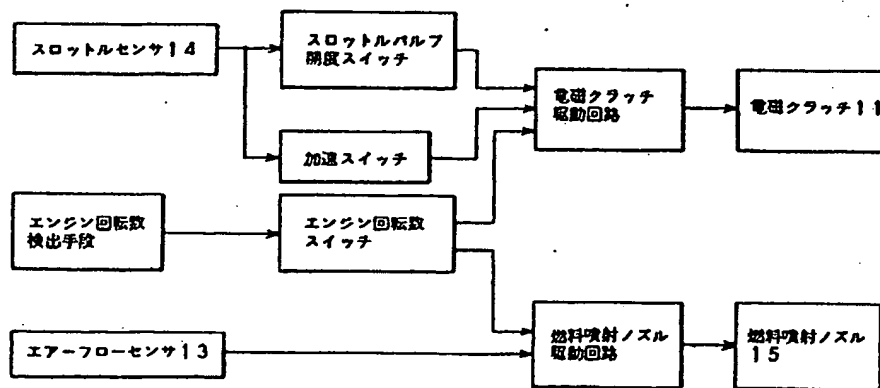 スロットルセンサ14
スロットルバルブ
開度スイッチ
加速スイッチ
電磁クラッチ
駆動回路
電磁クラッチ11
エンジン回転数
検出手段
エンジン回転数
スイッチ
エアーフローセンサ13
燃料噴射ノズル
駆動回路
燃料噴射ノズル
15